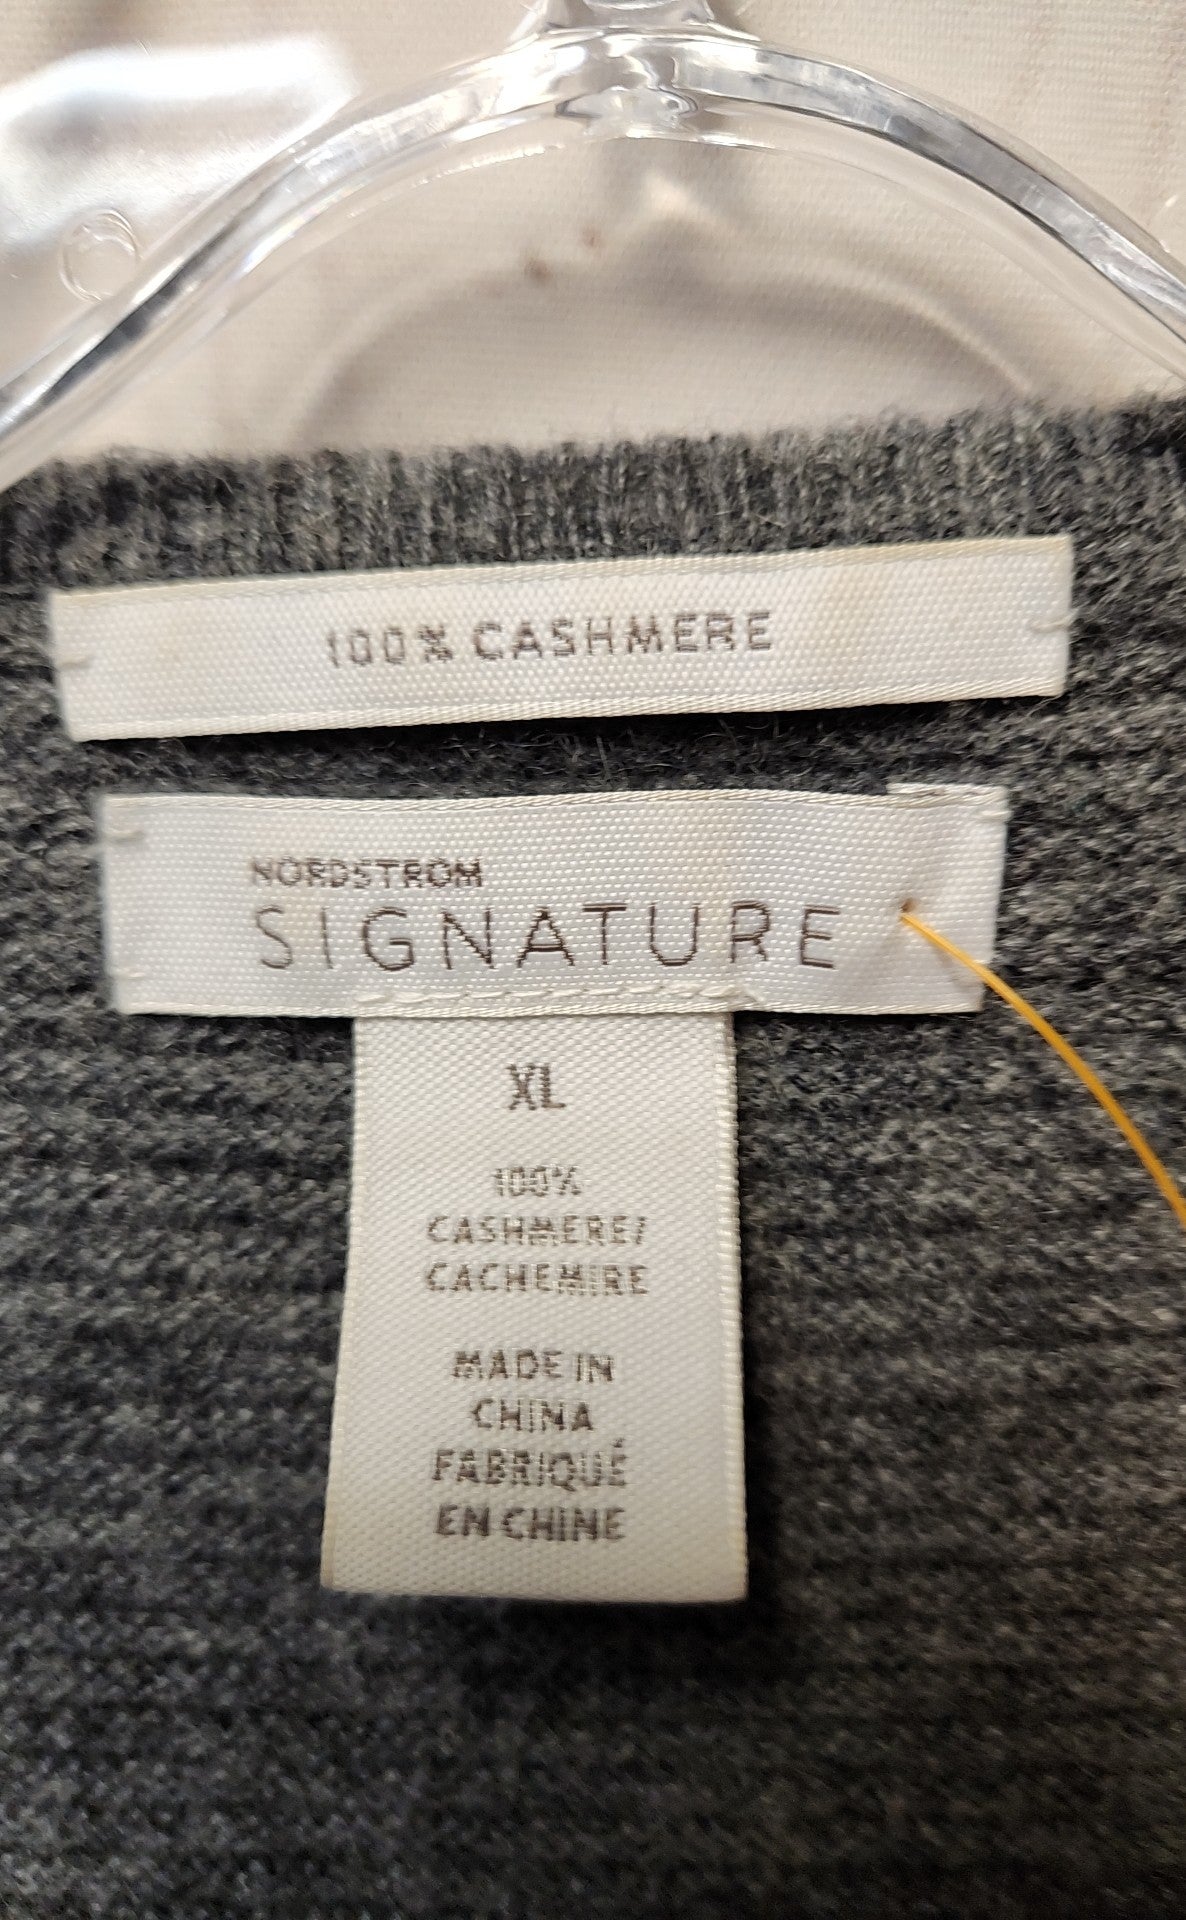 100% CASHMERE
NORDSTROM
SIGNATURE
XL
100%
CASHMERE/
CACHEMIRE
MADE IN
CHINA
FABRIQUÉ
EN CHINE